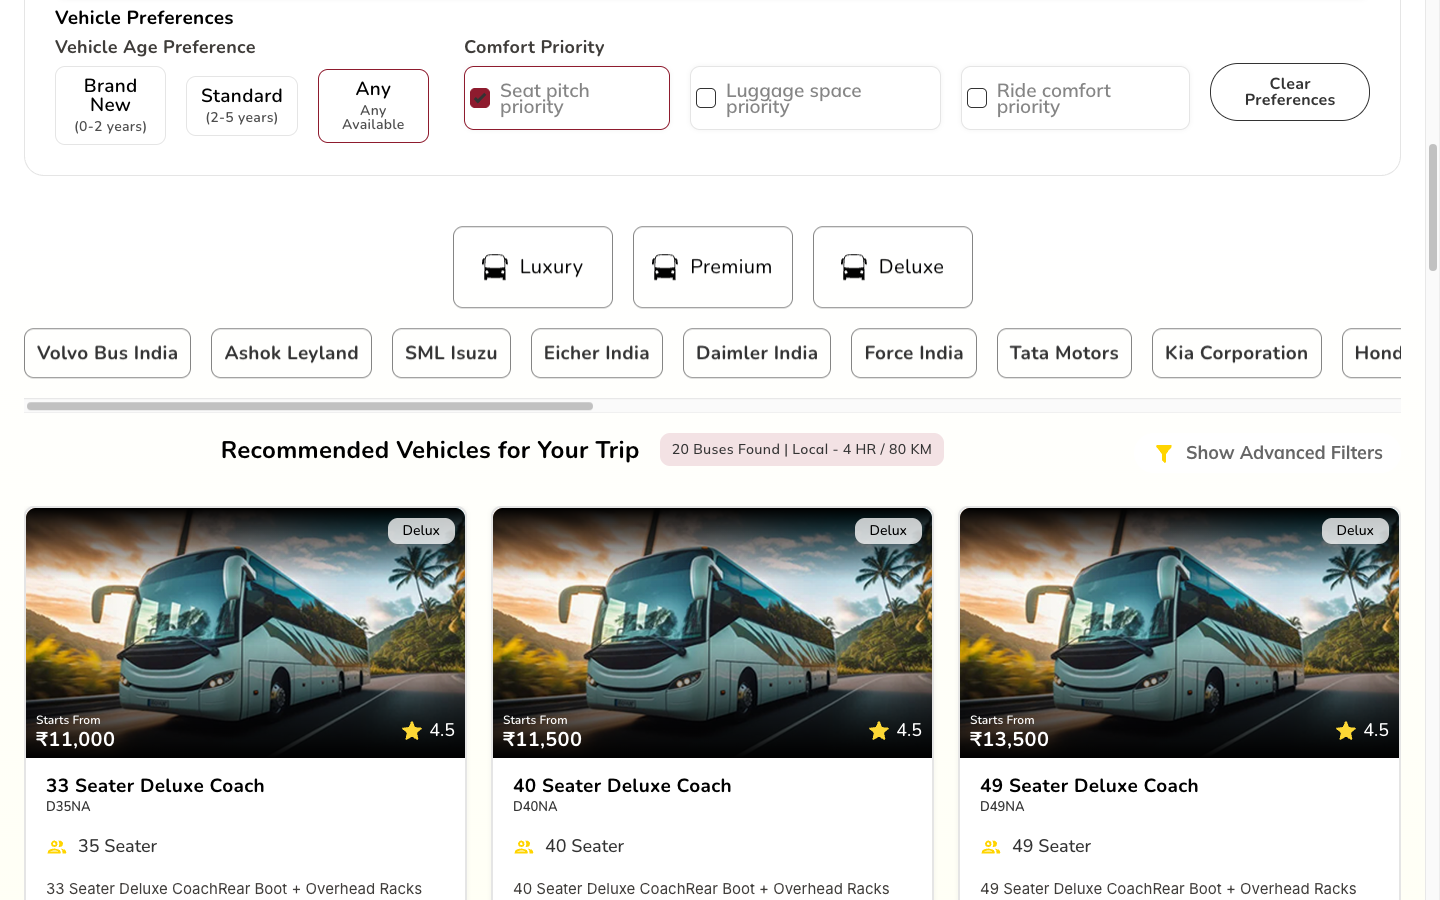 Vehicle Preferences
Vehicle Age Preference
Comfort Priority
Brand
New
(0-2 years)
Standard
(2-5 years)
Any
Any
Available
Seat pitch
priority
Luggage space
priority
Ride comfort
priority
Clear
Preferences
Luxury
Premium
Deluxe
Volvo Bus India
Ashok Leyland
SML Isuzu
Eicher India
Daimler India
Force India
Tata Motors
Kia Corporation
Hond
Recommended Vehicles for Your Trip
20 Buses Found | Local - 4 HR / 80 KM
Show Advanced Filters
Delux
Starts From
₹11,000
4.5
33 Seater Deluxe Coach
D35NA
35 Seater
33 Seater Deluxe CoachRear Boot + Overhead Racks
Delux
Starts From
₹11,500
4.5
40 Seater Deluxe Coach
D40NA
40 Seater
40 Seater Deluxe CoachRear Boot + Overhead Racks
Delux
Starts From
₹13,500
4.5
49 Seater Deluxe Coach
D49NA
49 Seater
49 Seater Deluxe CoachRear Boot + Overhead Racks